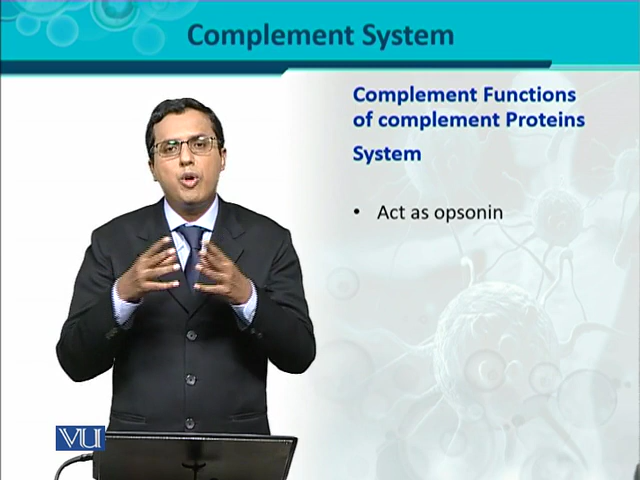 Complement System
Complement Functions
of complement Proteins
System
• Act as opsonin
VU